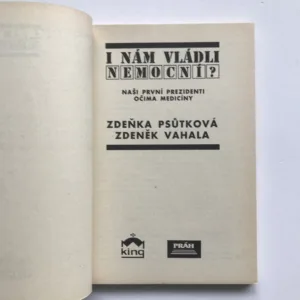 I NÁM VLÁDLI
NEMOCNÍ?
NAŠI PRVNÍ PREZIDENTI
OČIMA MEDICÍNY
ZDEŇKA PSŮTKOVÁ
ZDENĚK VAHALA
king
PRÁH